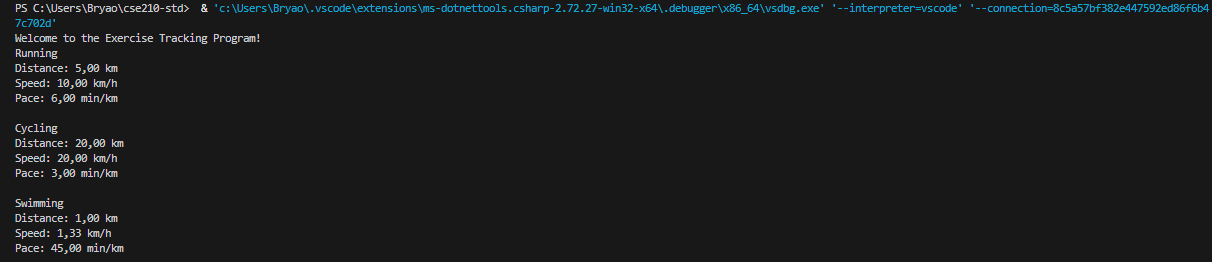 PS C:\Users\Bryao\cse210-std>  & 'c:\Users\Bryao\.vscode\extensions\ms-dotnettools.csharp-2.72.27-win32-x64\.debugger\x86_64\vsdbg.exe' '--interpreter=vscode' '--connection=8c5a57bf382e447592ed86f6b4
7c702d'
Welcome to the Exercise Tracking Program!
Running
Distance: 5,00 km
Speed: 10,00 km/h
Pace: 6,00 min/km
Cycling
Distance: 20,00 km
Speed: 20,00 km/h
Pace: 3,00 min/km
Swimming
Distance: 1,00 km
Speed: 1,33 km/h
Pace: 45,00 min/km